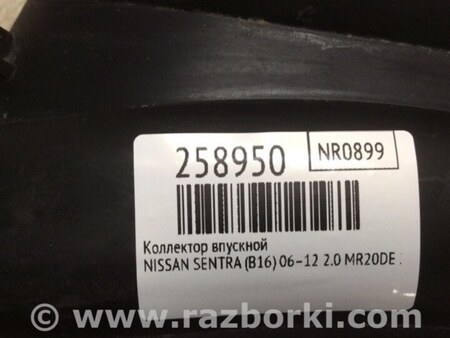 258950
NR0899
Коллектор впускной
NISSAN SENTRA (B16) 06-12 2.0 MR20DE
© www.razborki.com